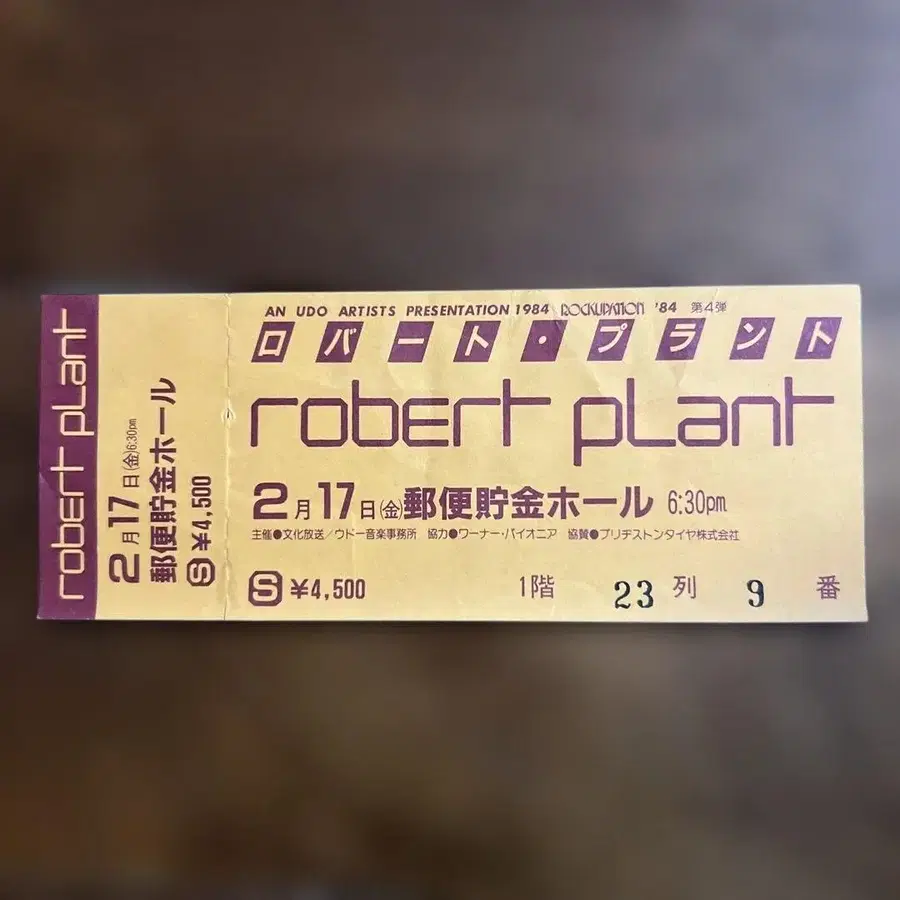 robert plant
2月17日(金)6:30pm
郵便貯金ホール
Ⓢ¥4,500
AN UDO ARTISTS PRESENTATION 1984 ROCKUPATION '84 第4弾
ロバート・プラント
robert plant
2月17日(金)郵便貯金ホール 6:30pm
主催●文化放送/ウドー音楽事務所 協力●ワーナー・パイオニア 協賛●ブリヂストンタイヤ株式会社
Ⓢ ¥4,500 1階 23列 9番